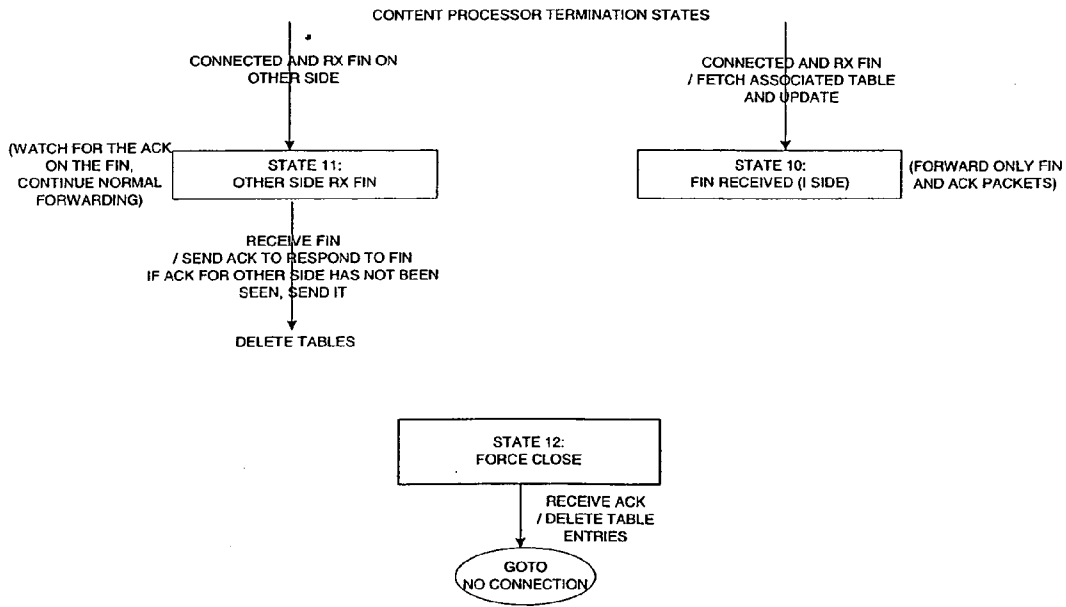 CONTENT PROCESSOR TERMINATION STATES
CONNECTED AND RX FIN ON
OTHER SIDE
CONNECTED AND RX FIN
/ FETCH ASSOCIATED TABLE
AND UPDATE
(WATCH FOR THE ACK
ON THE FIN,
CONTINUE NORMAL
FORWARDING)
STATE 11:
OTHER SIDE RX FIN
STATE 10:
FIN RECEIVED (I SIDE)
(FORWARD ONLY FIN
AND ACK PACKETS)
RECEIVE FIN
/ SEND ACK TO RESPOND TO FIN
IF ACK FOR OTHER SIDE HAS NOT BEEN
SEEN, SEND IT
DELETE TABLES
STATE 12:
FORCE CLOSE
RECEIVE ACK
/ DELETE TABLE
ENTRIES
GOTO
NO CONNECTION